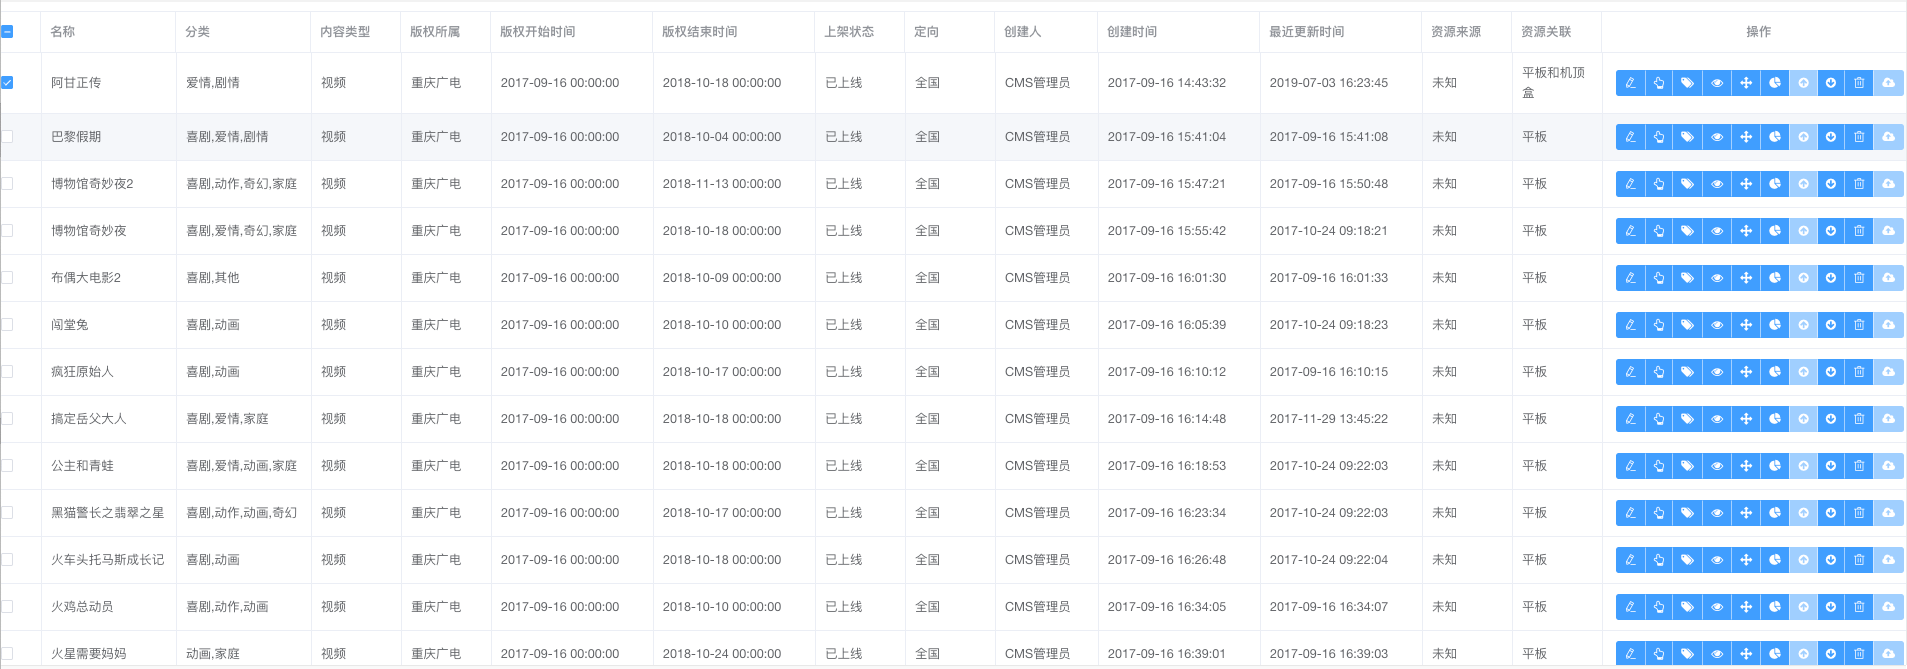 名称 分类 内容类型 版权所属 版权开始时间 版权结束时间 上架状态 定向 创建人 创建时间 最近更新时间 资源来源 资源关联 操作
阿甘正传 爱情,剧情 视频 重庆广电 2017-09-16 00:00:00 2018-10-18 00:00:00 已上线 全国 CMS管理员 2017-09-16 14:43:32 2019-07-03 16:23:45 未知 平板和机顶
盒
巴黎假期 喜剧,爱情,剧情 视频 重庆广电 2017-09-16 00:00:00 2018-10-04 00:00:00 已上线 全国 CMS管理员 2017-09-16 15:41:04 2017-09-16 15:41:08 未知 平板
博物馆奇妙夜2 喜剧,动作,奇幻,家庭 视频 重庆广电 2017-09-16 00:00:00 2018-11-13 00:00:00 已上线 全国 CMS管理员 2017-09-16 15:47:21 2017-09-16 15:50:48 未知 平板
博物馆奇妙夜 喜剧,爱情,奇幻,家庭 视频 重庆广电 2017-09-16 00:00:00 2018-10-18 00:00:00 已上线 全国 CMS管理员 2017-09-16 15:55:42 2017-10-24 09:18:21 未知 平板
布偶大电影2 喜剧,其他 视频 重庆广电 2017-09-16 00:00:00 2018-10-09 00:00:00 已上线 全国 CMS管理员 2017-09-16 16:01:30 2017-09-16 16:01:33 未知 平板
闯堂兔 喜剧,动画 视频 重庆广电 2017-09-16 00:00:00 2018-10-10 00:00:00 已上线 全国 CMS管理员 2017-09-16 16:05:39 2017-10-24 09:18:23 未知 平板
疯狂原始人 喜剧,动画 视频 重庆广电 2017-09-16 00:00:00 2018-10-17 00:00:00 已上线 全国 CMS管理员 2017-09-16 16:10:12 2017-09-16 16:10:15 未知 平板
搞定岳父大人 喜剧,爱情,家庭 视频 重庆广电 2017-09-16 00:00:00 2018-10-18 00:00:00 已上线 全国 CMS管理员 2017-09-16 16:14:48 2017-11-29 13:45:22 未知 平板
公主和青蛙 喜剧,爱情,动画,家庭 视频 重庆广电 2017-09-16 00:00:00 2018-10-18 00:00:00 已上线 全国 CMS管理员 2017-09-16 16:18:53 2017-10-24 09:22:03 未知 平板
黑猫警长之翡翠之星 喜剧,动作,动画,奇幻 视频 重庆广电 2017-09-16 00:00:00 2018-10-17 00:00:00 已上线 全国 CMS管理员 2017-09-16 16:23:34 2017-10-24 09:22:03 未知 平板
火车头托马斯成长记 喜剧,动画 视频 重庆广电 2017-09-16 00:00:00 2018-10-18 00:00:00 已上线 全国 CMS管理员 2017-09-16 16:26:48 2017-10-24 09:22:04 未知 平板
火鸡总动员 喜剧,动作,动画 视频 重庆广电 2017-09-16 00:00:00 2018-10-10 00:00:00 已上线 全国 CMS管理员 2017-09-16 16:34:05 2017-09-16 16:34:07 未知 平板
火星需要妈妈 动画,家庭 视频 重庆广电 2017-09-16 00:00:00 2018-10-24 00:00:00 已上线 全国 CMS管理员 2017-09-16 16:39:01 2017-09-16 16:39:03 未知 平板